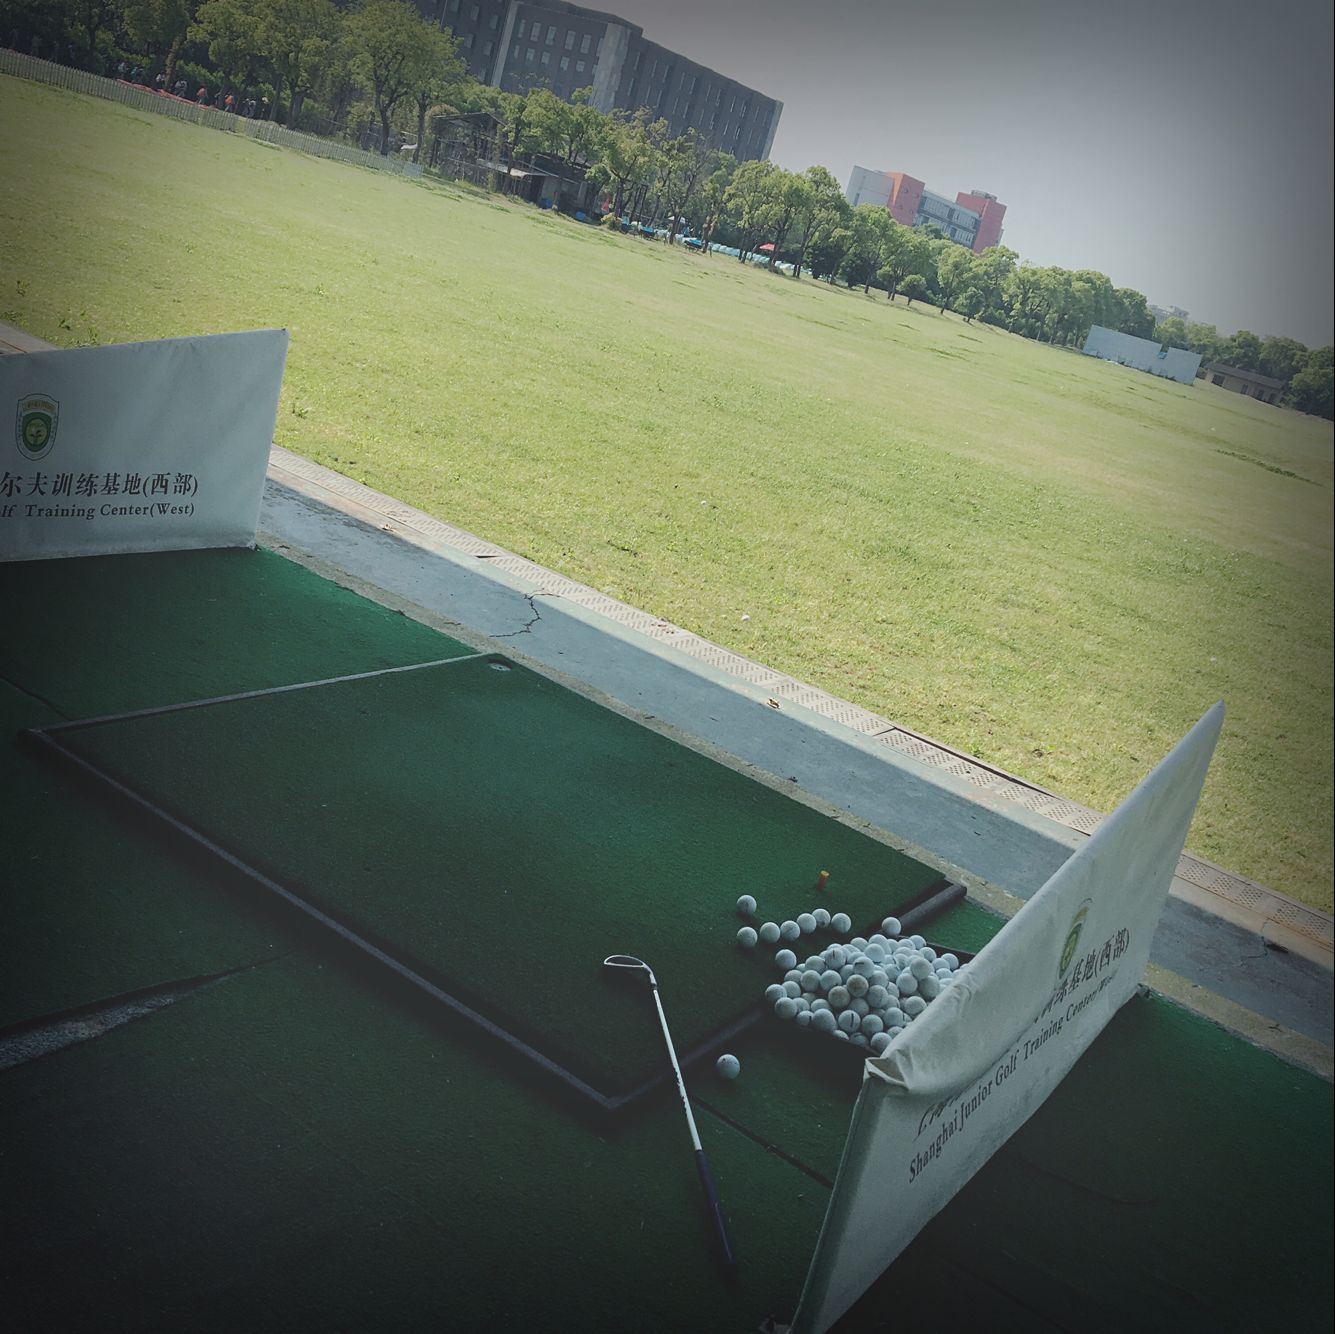 尔夫训练基地(西部)
lf Training Center(West)
尔基地(西部)
Shanghai Junior Golf Training Center(West)